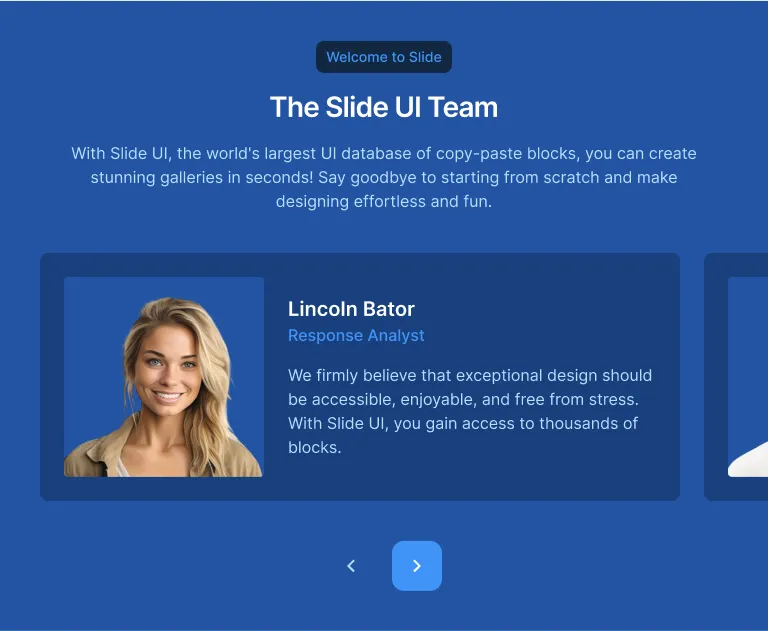 Welcome to Slide
The Slide UI Team
With Slide UI, the world's largest UI database of copy-paste blocks, you can create
stunning galleries in seconds! Say goodbye to starting from scratch and make
designing effortless and fun.
Lincoln Bator
Response Analyst
We firmly believe that exceptional design should
be accessible, enjoyable, and free from stress.
With Slide UI, you gain access to thousands of
blocks.